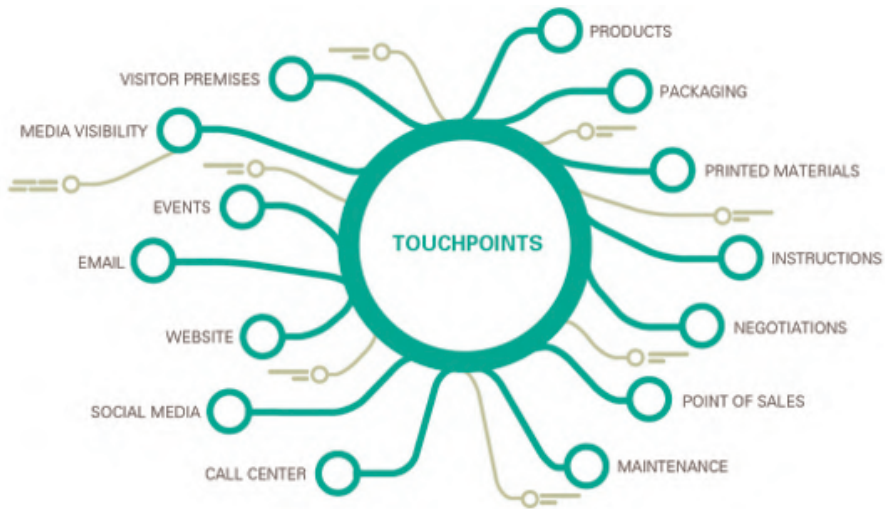 PRODUCTS
VISITOR PREMISES
PACKAGING
MEDIA VISIBILITY
PRINTED MATERIALS
EVENTS
TOUCHPOINTS
EMAIL
INSTRUCTIONS
WEBSITE
NEGOTIATIONS
SOCIAL MEDIA
POINT OF SALES
CALL CENTER
MAINTENANCE